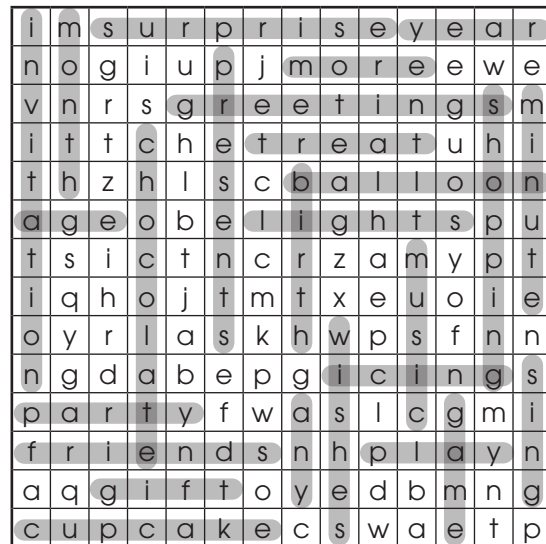 i m s u r p r i s e y e a r
n o g i u p j m o r e e w e
v n r s g r e e t i n g s m
i t t c h e t r e a t u h i
t h z h l s c b a l l o o n
a g e o b e l i g h t s p u
t s i c t n c r z a m y p t
i q h o j t m t x e u o i e
o y r l a s k h w p s f n n
n g d a b e p g i c i n g s
p a r t y f w a s l c g m i
f r i e n d s n h p l a y n
a q g i f t o y e d b m n g
c u p c a k e c s w a e t p